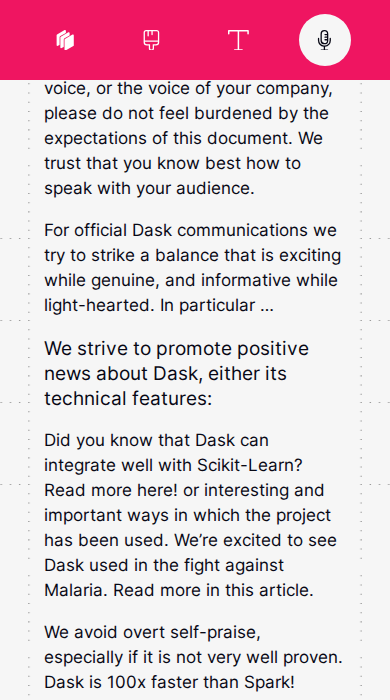 voice, or the voice of your company,
please do not feel burdened by the
expectations of this document. We
trust that you know best how to
speak with your audience.
For official Dask communications we
try to strike a balance that is exciting
while genuine, and informative while
light-hearted. In particular ...
We strive to promote positive
news about Dask, either its
technical features:
Did you know that Dask can
integrate well with Scikit-Learn?
Read more here! or interesting and
important ways in which the project
has been used. We’re excited to see
Dask used in the fight against
Malaria. Read more in this article.
We avoid overt self-praise,
especially if it is not very well proven.
Dask is 100x faster than Spark!